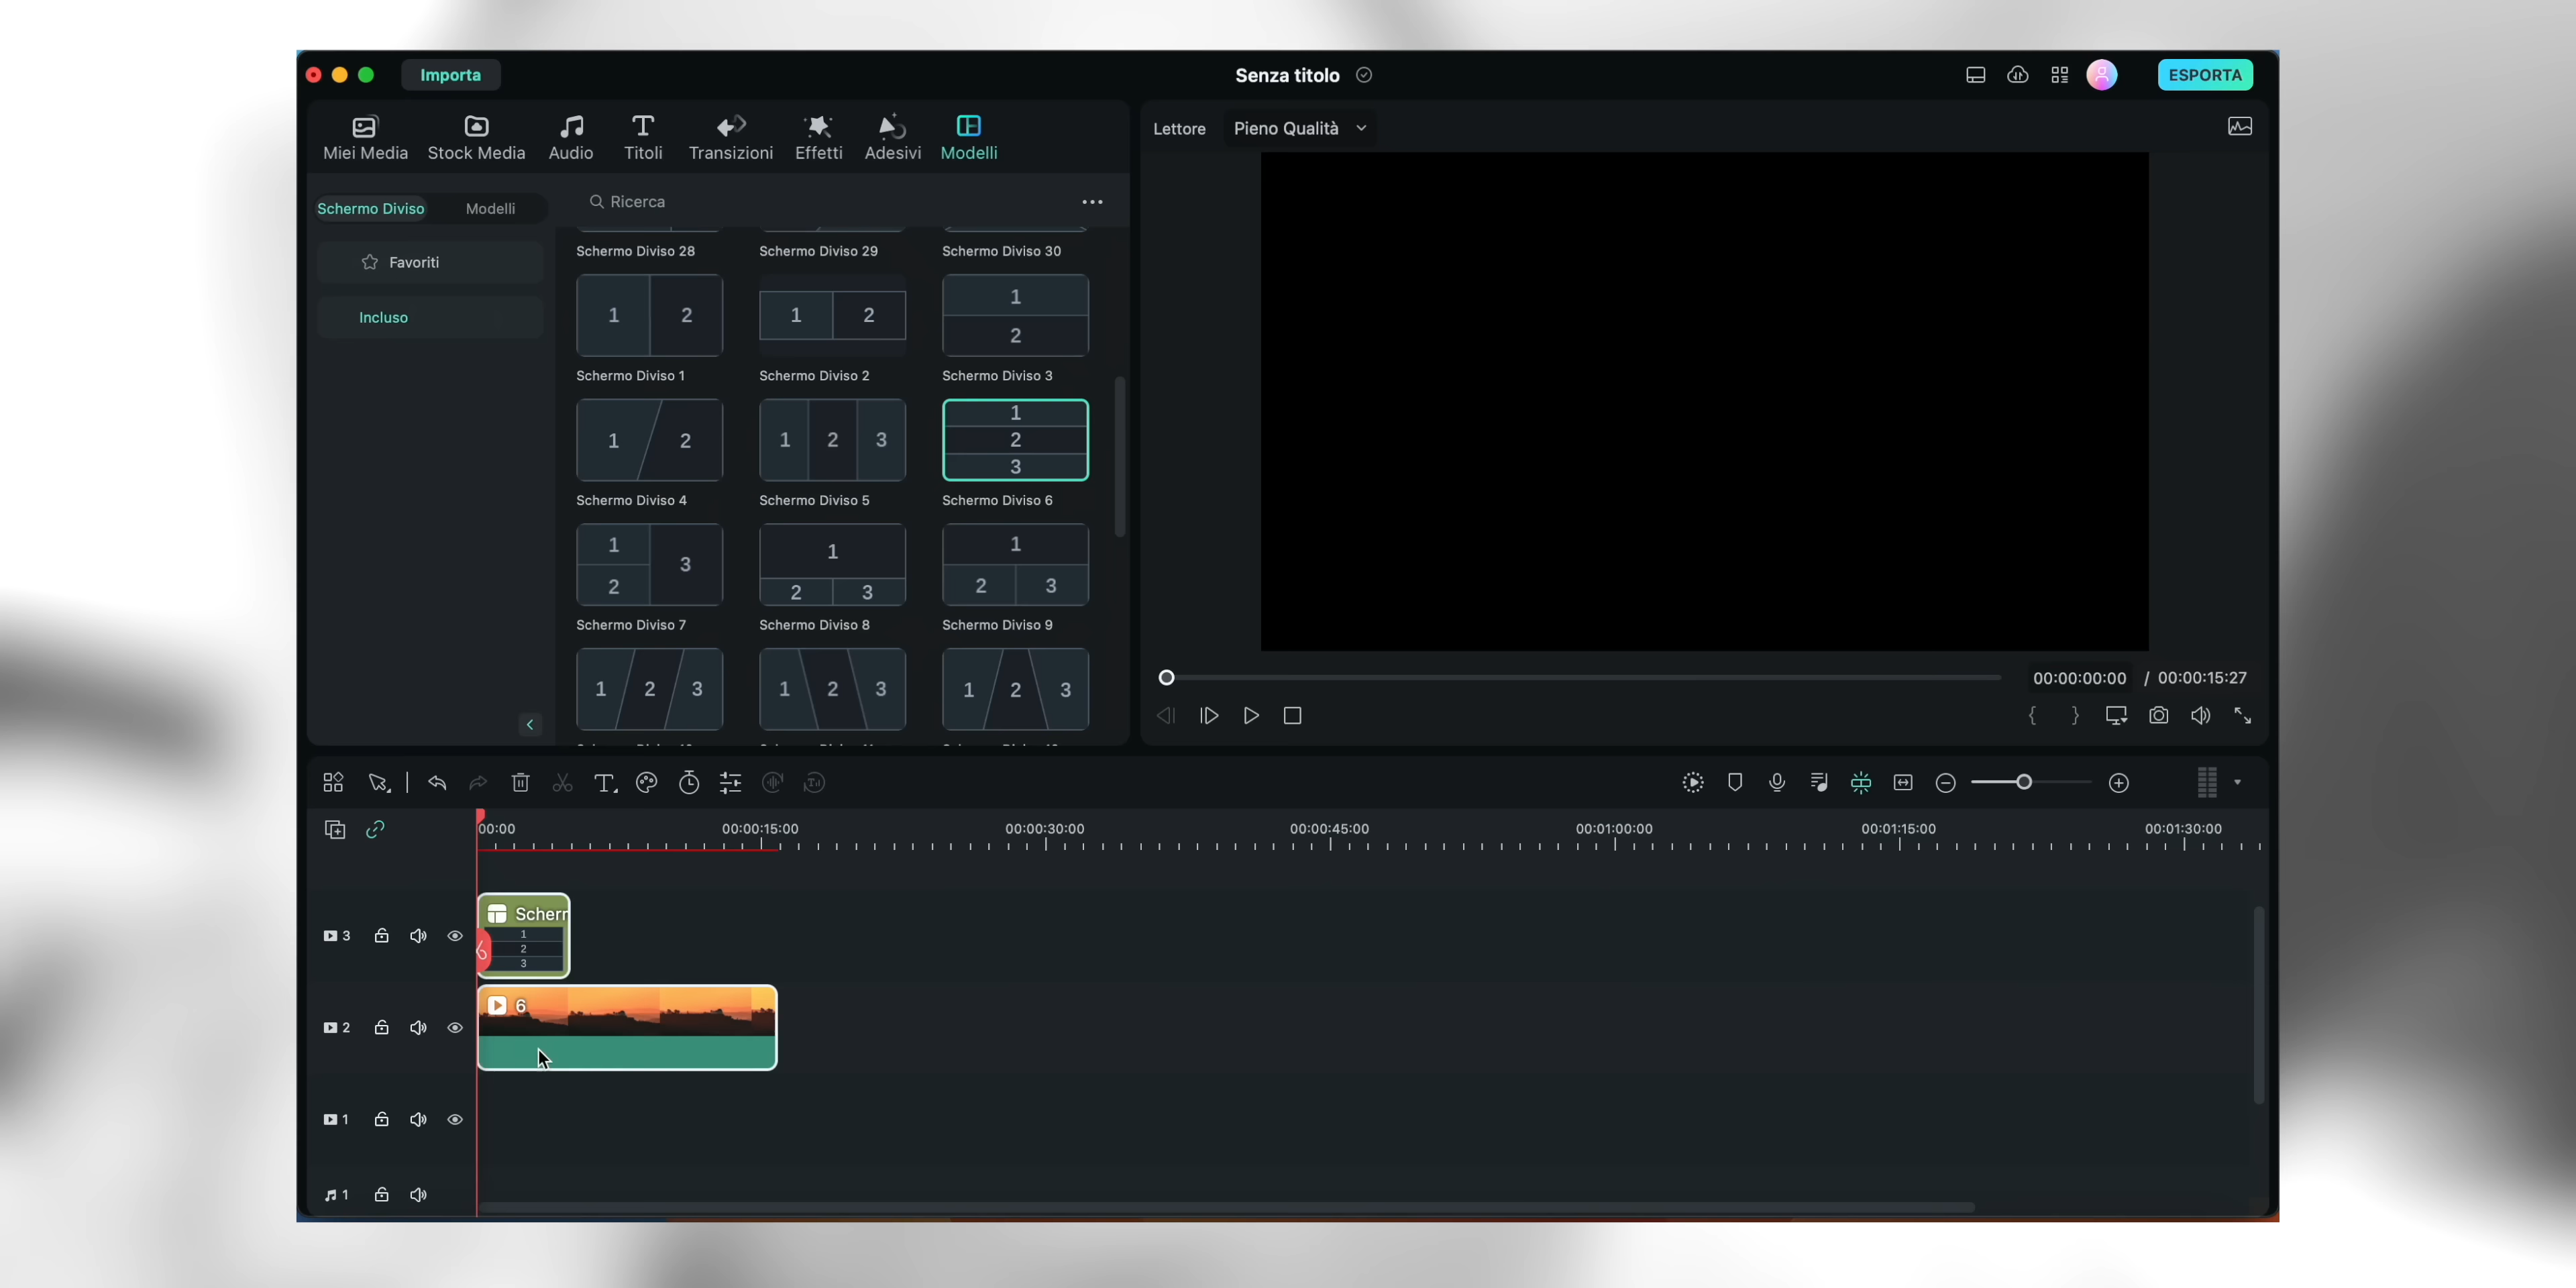 Importa
Senza titolo
ESPORTA
Miei Media
Stock Media
Audio
Titoli
Transizioni
Effetti
Adesivi
Modelli
Lettore
Pieno Qualità
Schermo Diviso
Modelli
Ricerca
Favoriti
Incluso
Schermo Diviso 28
Schermo Diviso 29
Schermo Diviso 30
1 2
1 2
1
2
Schermo Diviso 1
Schermo Diviso 2
Schermo Diviso 3
1 2
1 2 3
1
2
3
Schermo Diviso 4
Schermo Diviso 5
Schermo Diviso 6
1
2
3
1
2 3
1
2 3
Schermo Diviso 7
Schermo Diviso 8
Schermo Diviso 9
1 2 3
1 2 3
1 2 3
00:00:00:00 / 00:00:15:27
00:00
00:00:15:00
00:00:30:00
00:00:45:00
00:01:00:00
00:01:15:00
00:01:30:00
3
Scherr
1
2
3
2
6
1
1